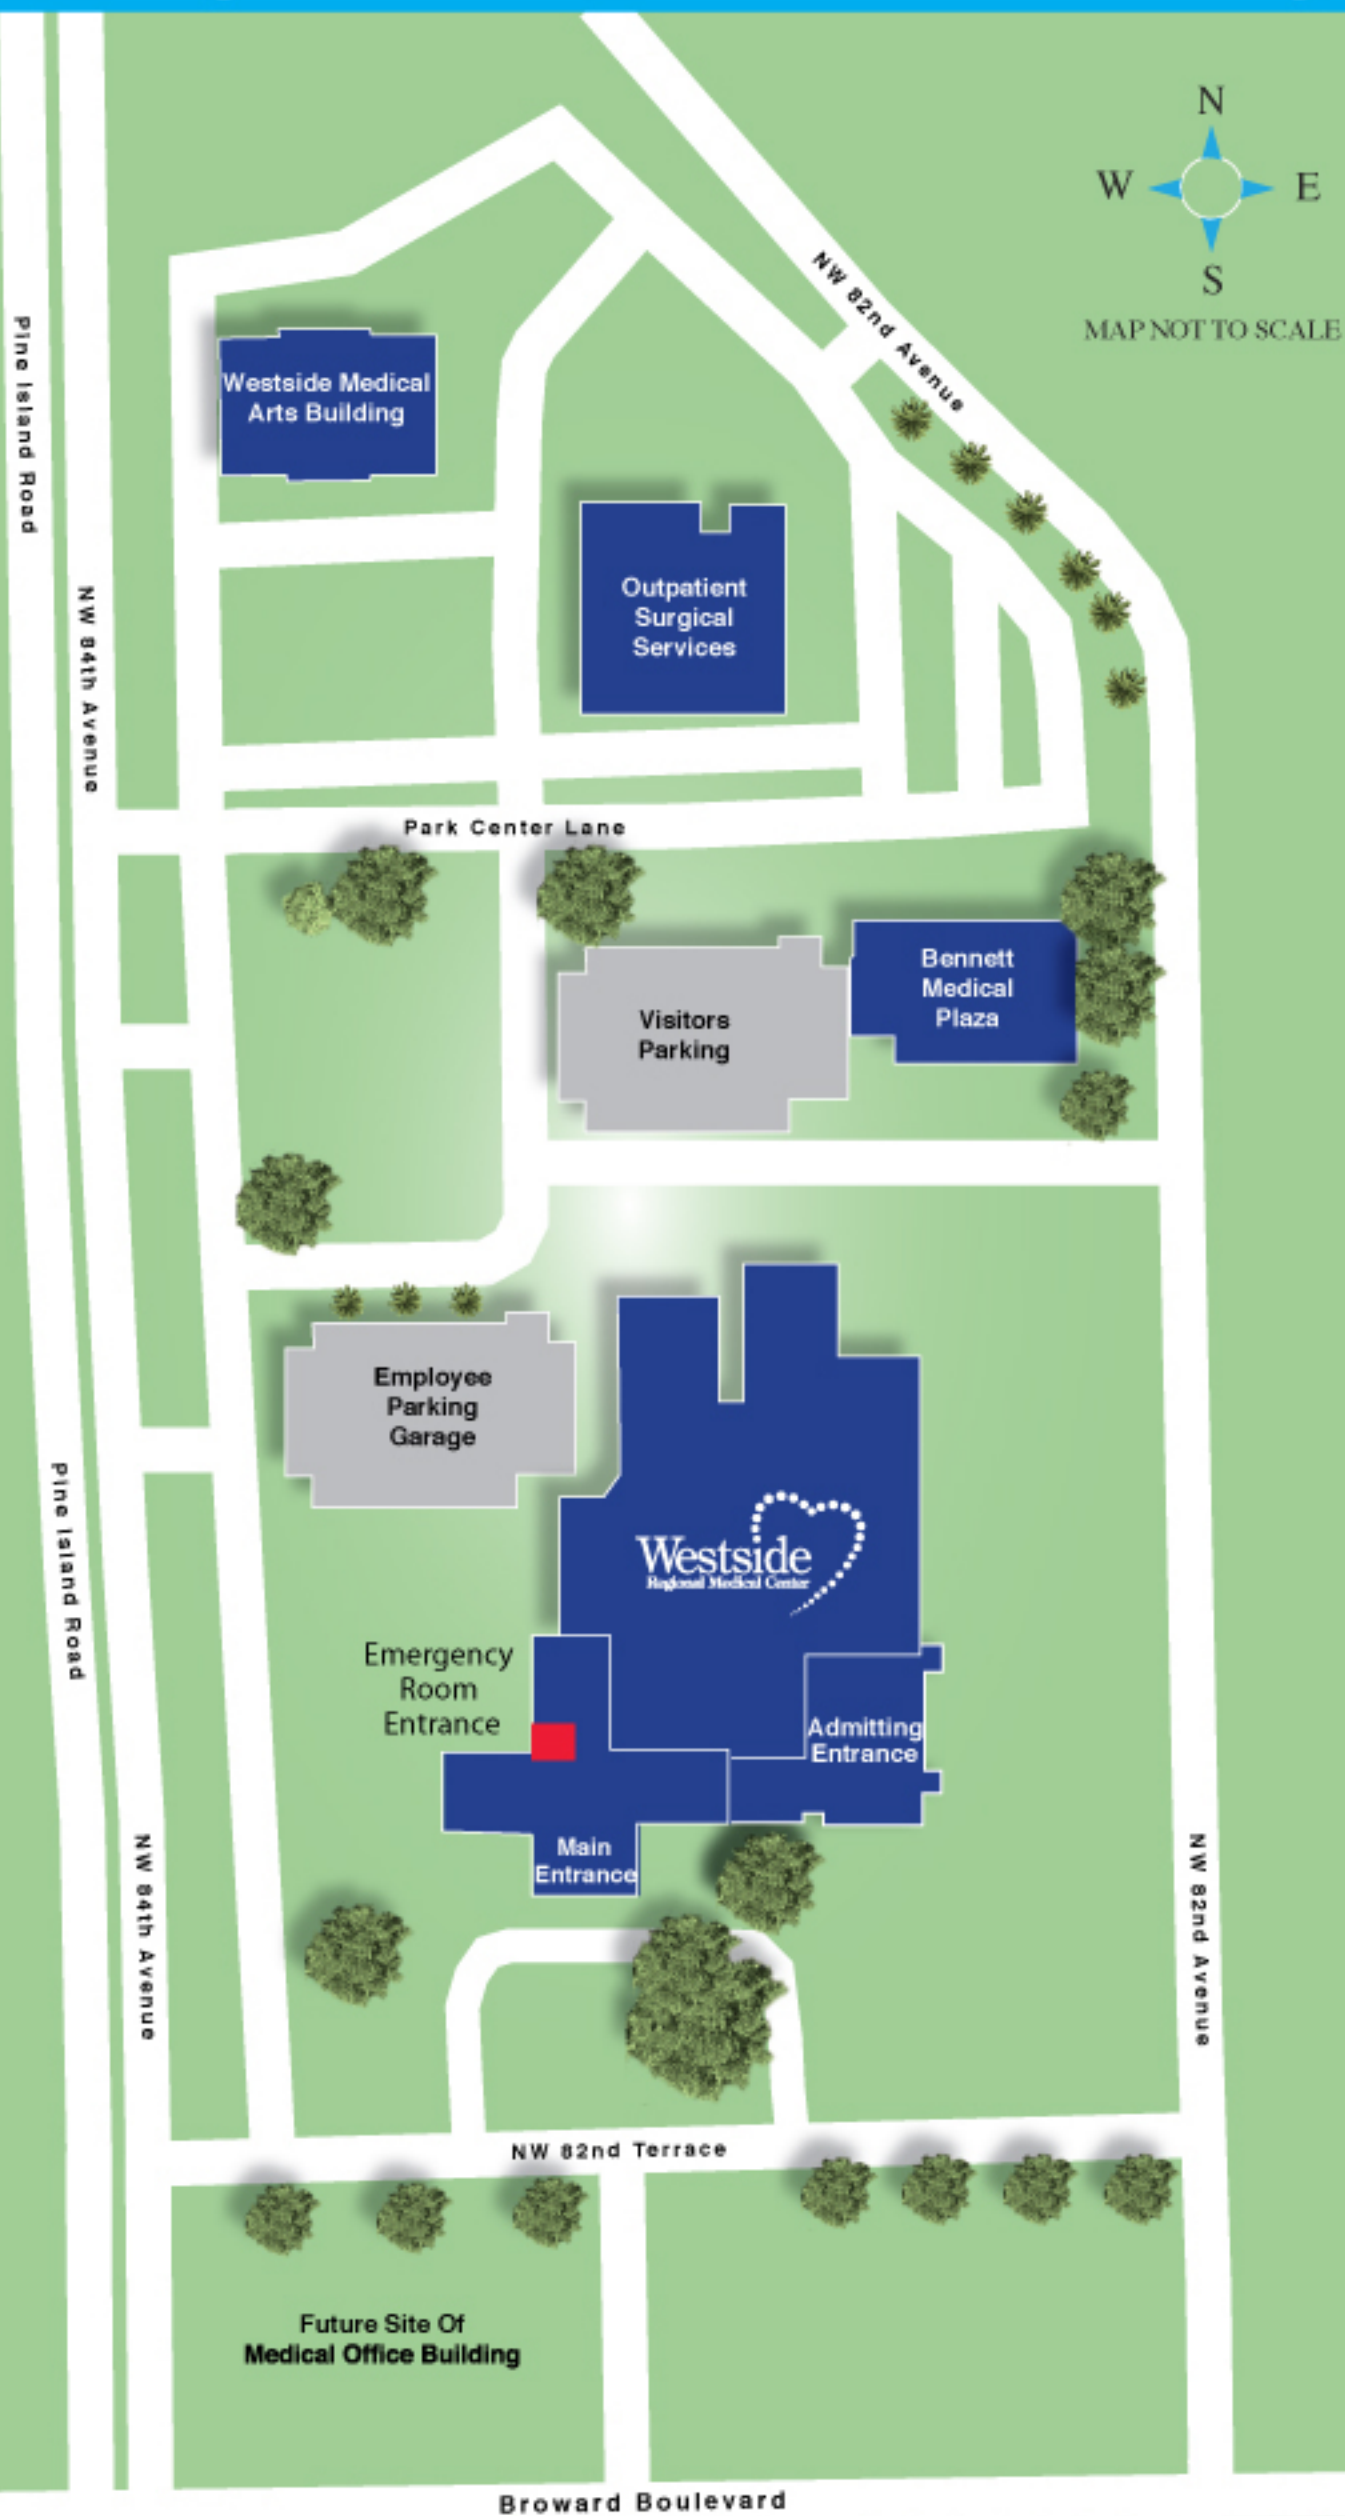 N
W E
S
MAP NOT TO SCALE
NW 82nd Avenue
Pine Island Road
Westside Medical
Arts Building
NW 84th Avenue
Outpatient
Surgical
Services
Park Center Lane
Bennett
Medical
Plaza
Visitors
Parking
Employee
Parking
Garage
Pine Island Road
Westside
Regional Medical Center
Emergency
Room
Entrance
Admitting
Entrance
Main
Entrance
NW 84th Avenue
NW 82nd Avenue
NW 82nd Terrace
Future Site Of
Medical Office Building
Broward Boulevard